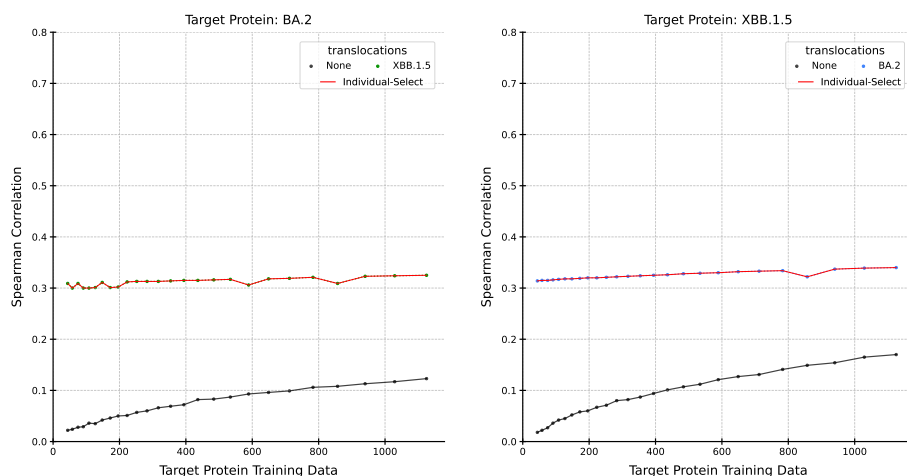 Target Protein: BA.2
0.8
0.7
0.6
0.5
0.4
0.3
0.2
0.1
0.0
Spearman Correlation
translocations
None XBB.1.5
Individual-Select
0 200 400 600 800 1000
Target Protein Training Data
Target Protein: XBB.1.5
0.8
0.7
0.6
0.5
0.4
0.3
0.2
0.1
0.0
Spearman Correlation
translocations
None BA.2
Individual-Select
0 200 400 600 800 1000
Target Protein Training Data